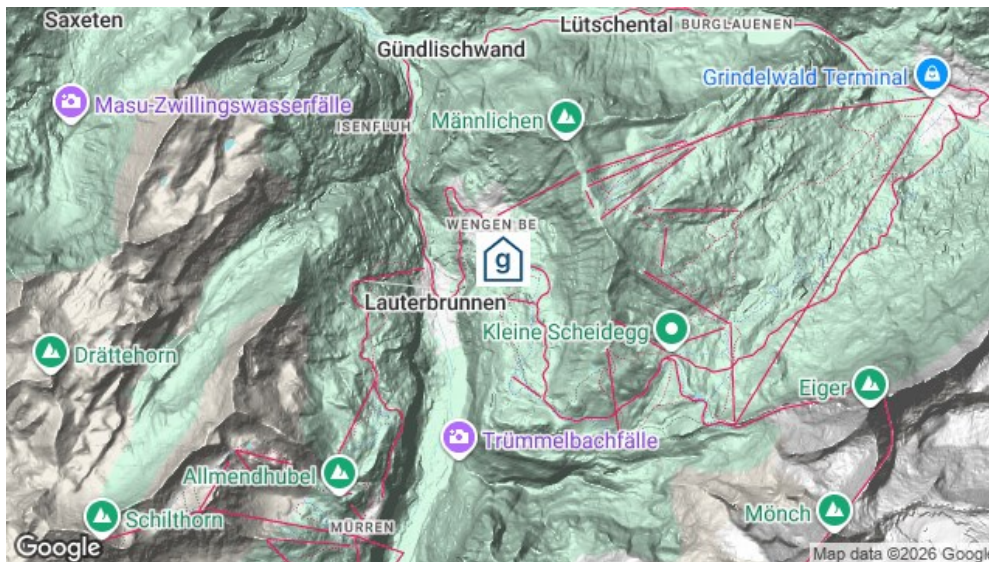 Saxeten
Lütschental
BURGLAUENEN
Gündlischwand
Grindelwald Terminal
Masu-Zwillingswasserfälle
Männlichen
ISENFLUH
WENGEN BE
g
Lauterbrunnen
Kleine Scheidegg
Drättehorn
Eiger
Trümmelbachfälle
Allmendhubel
Schilthorn
Mönch
MÜRREN
Google
Map data ©2026 Google